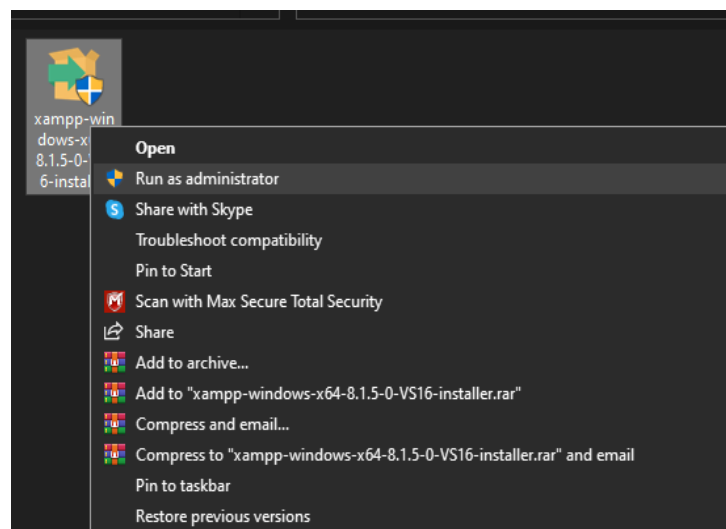 xampp-win
dows-x
8.1.5-0-
6-instal
Open
Run as administrator
Share with Skype
Troubleshoot compatibility
Pin to Start
Scan with Max Secure Total Security
Share
Add to archive...
Add to "xampp-windows-x64-8.1.5-0-VS16-installer.rar"
Compress and email...
Compress to "xampp-windows-x64-8.1.5-0-VS16-installer.rar" and email
Pin to taskbar
Restore previous versions